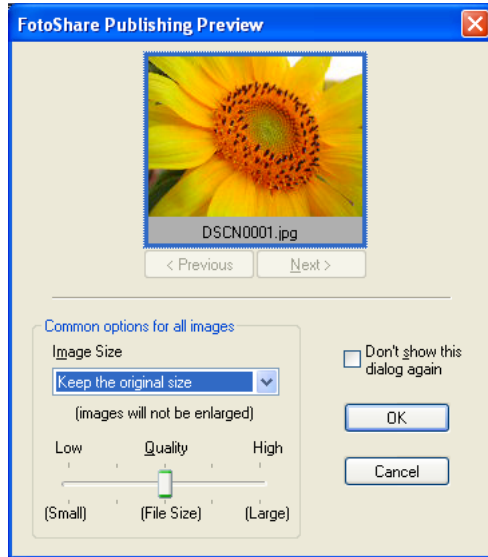 FotoShare Publishing Preview
DSCN0001.jpg
< Previous Next >
Common options for all images
Image Size
Keep the original size
(images will not be enlarged)
Low Quality High
(Small) (File Size) (Large)
Don't show this
dialog again
OK
Cancel